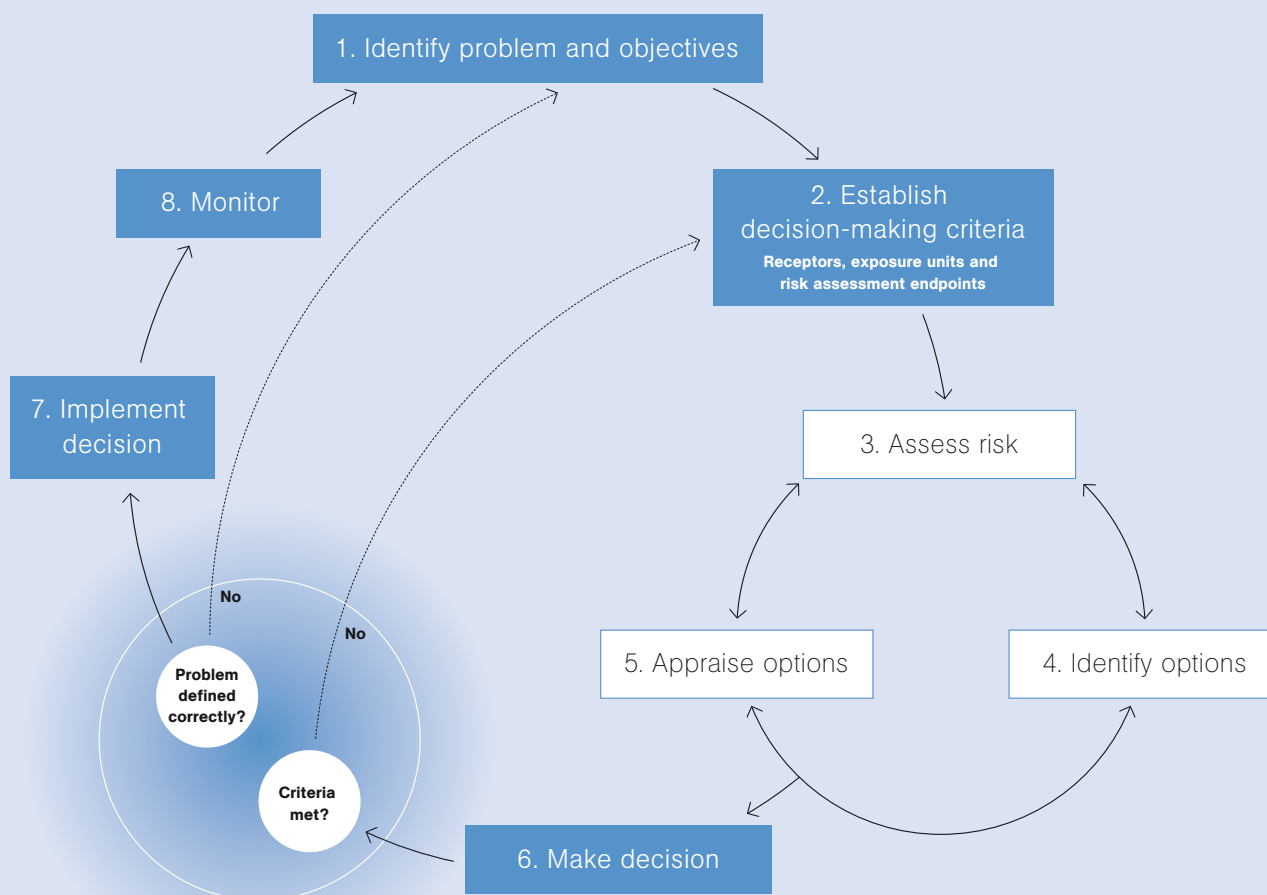 1. Identify problem and objectives
8. Monitor
2. Establish
decision-making criteria
Receptors, exposure units and
risk assessment endpoints
7. Implement
decision
3. Assess risk
No
No
Problem
defined
correctly?
5. Appraise options
4. Identify options
Criteria
met?
6. Make decision